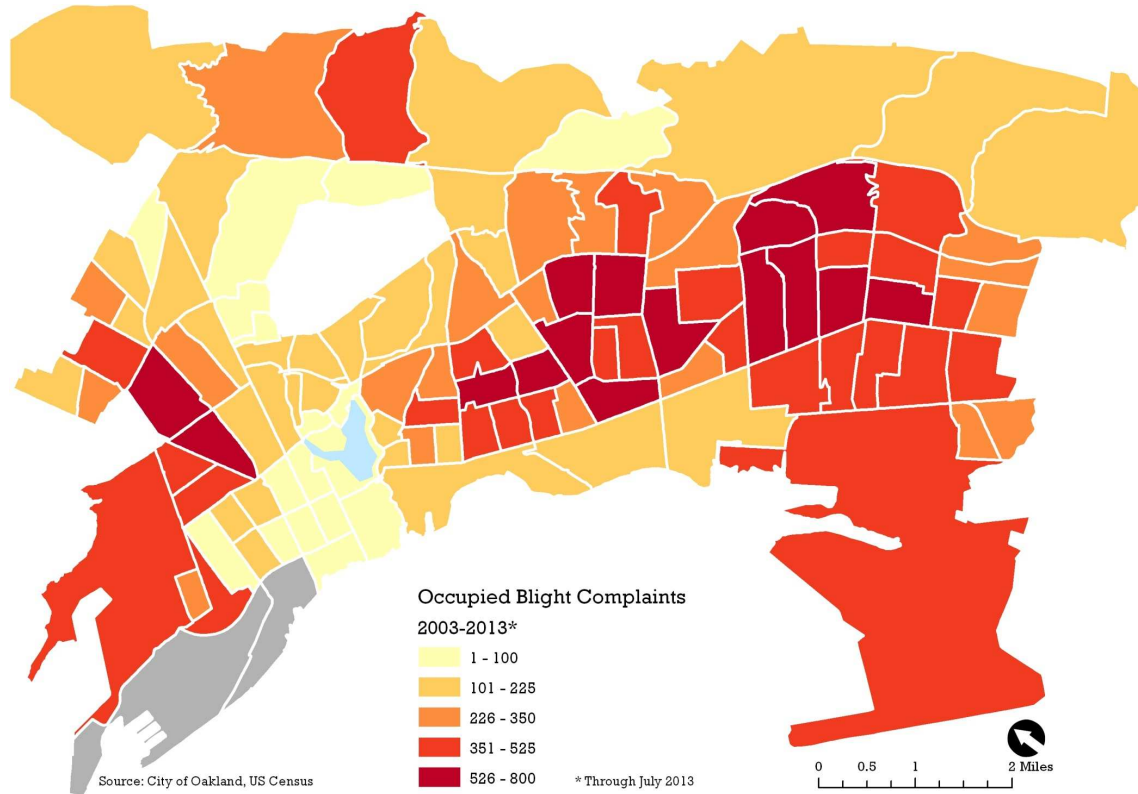 Occupied Blight Complaints
2003-2013*
1 - 100
101 - 225
226 - 350
351 - 525
526 - 800
Source: City of Oakland, US Census
* Through July 2013
0 0.5 1 2 Miles